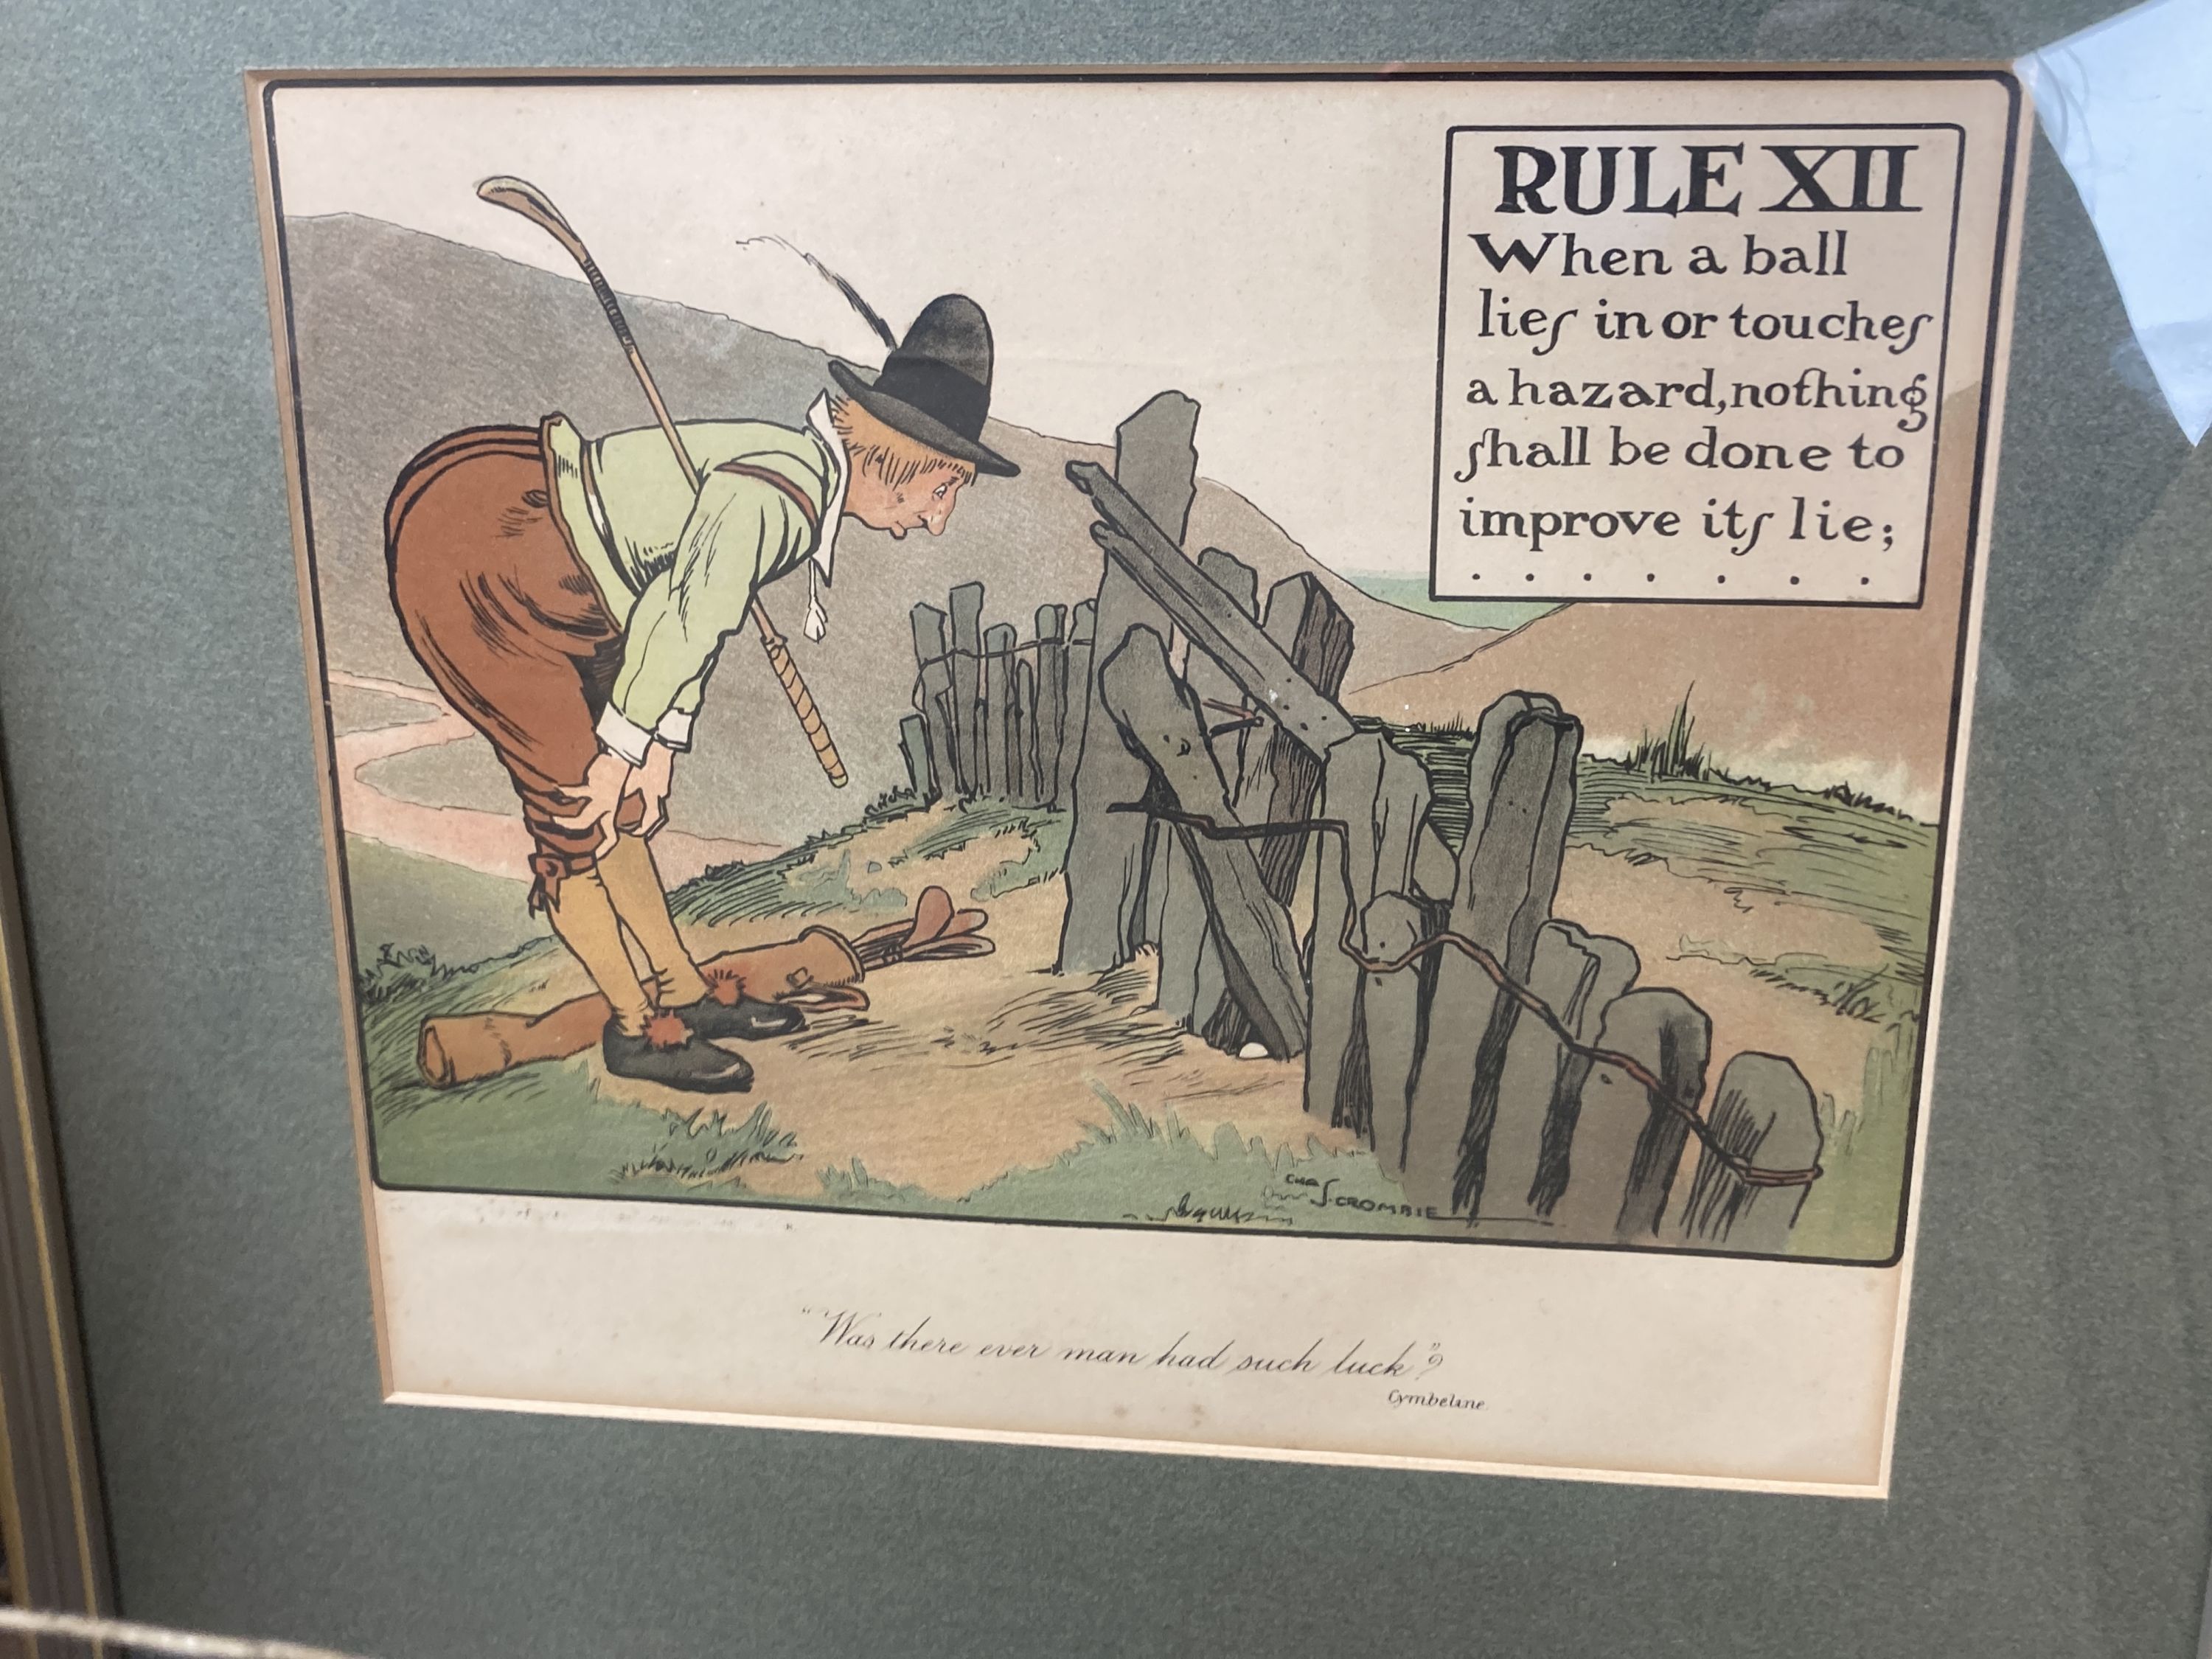 RULE XII
When a ball
lies in or touches
a hazard, nothing
shall be done to
improve its lie;
. . . . . . .
CHAS. CROMBIE
"Was there ever man had such luck"?
Cymbeline